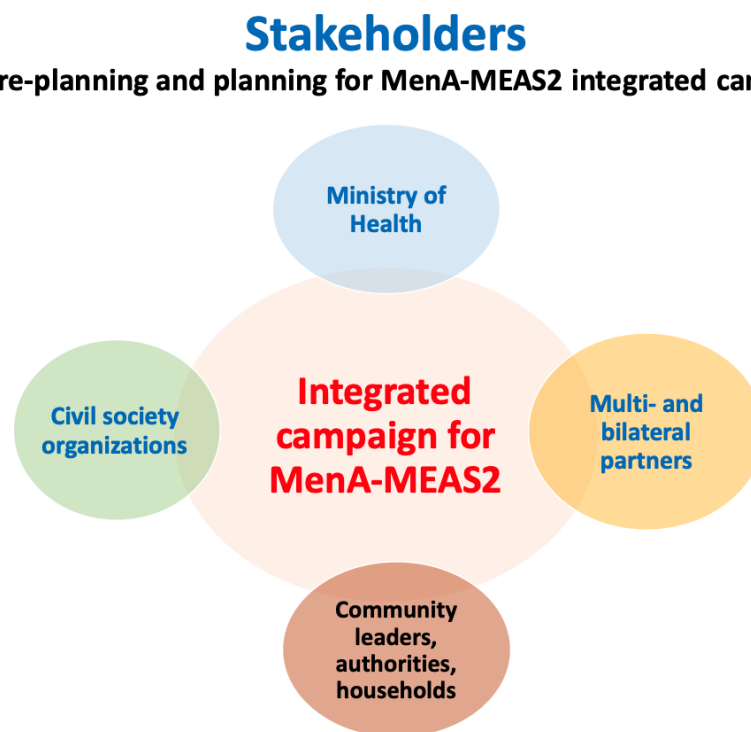 Stakeholders
re-planning and planning for MenA-MEAS2 integrated
Ministry of
Health
Civil society
organizations
Integrated
campaign for
MenA-MEAS2
Multi- and
bilateral
partners
Community
leaders,
authorities,
households